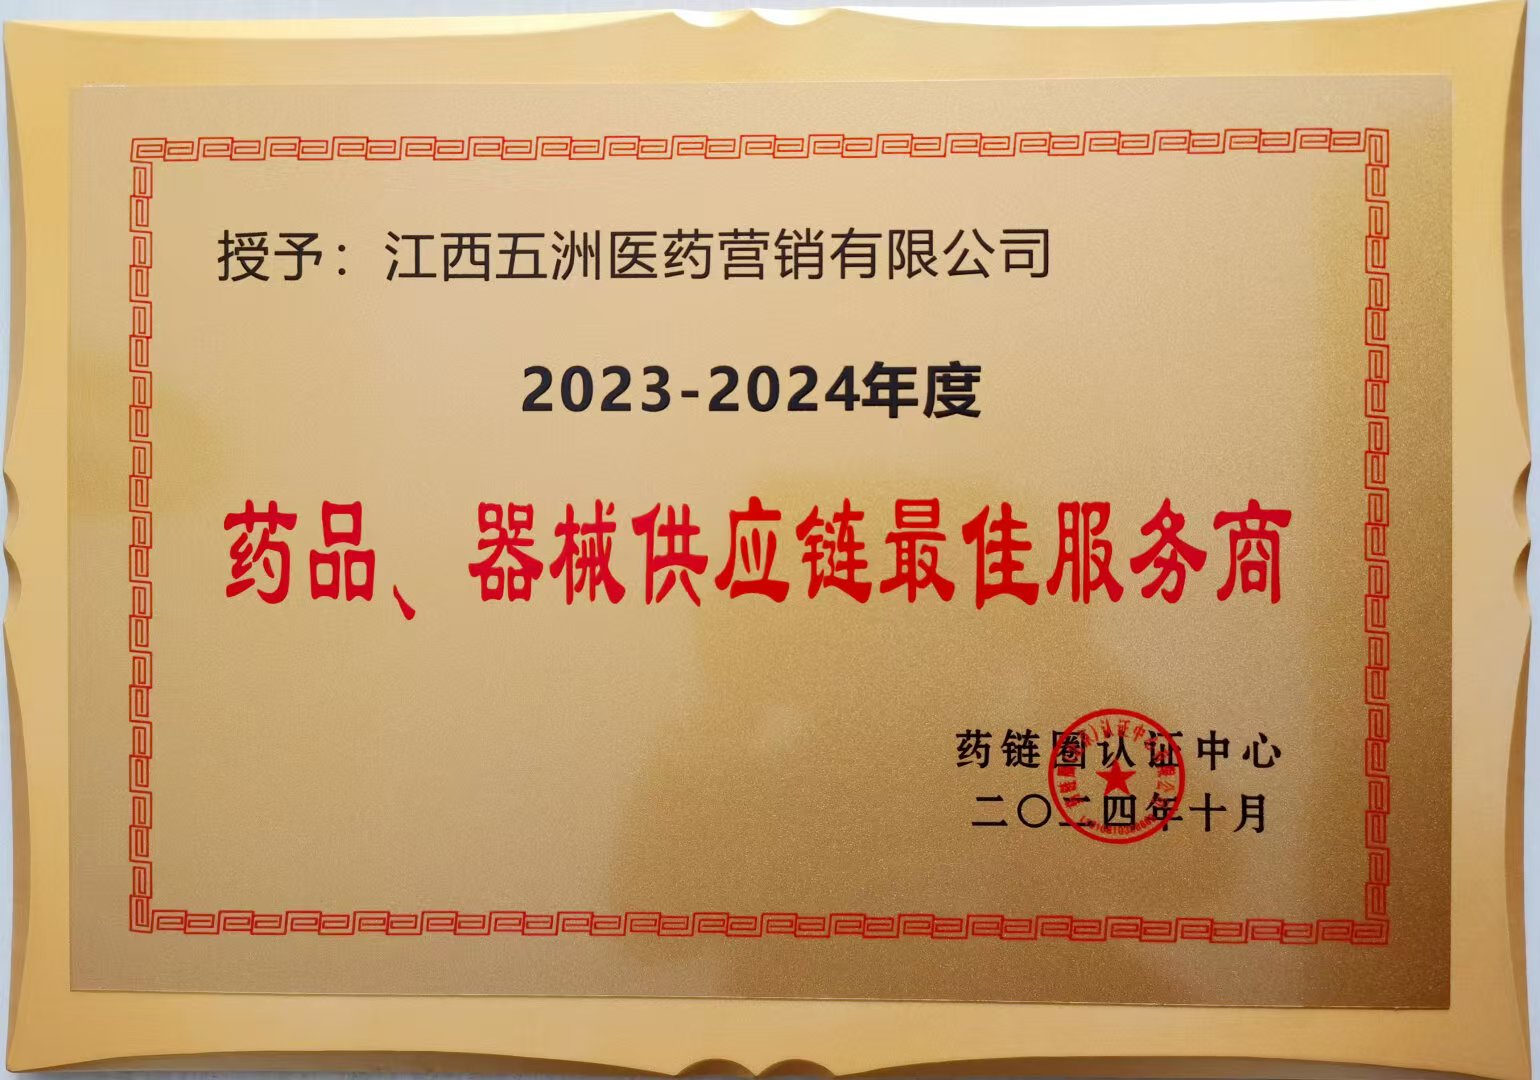 授予：江西五洲医药营销有限公司
2023-2024年度
药品、器械供应链最佳服务商
药链圈认证中心
二〇二四年十月